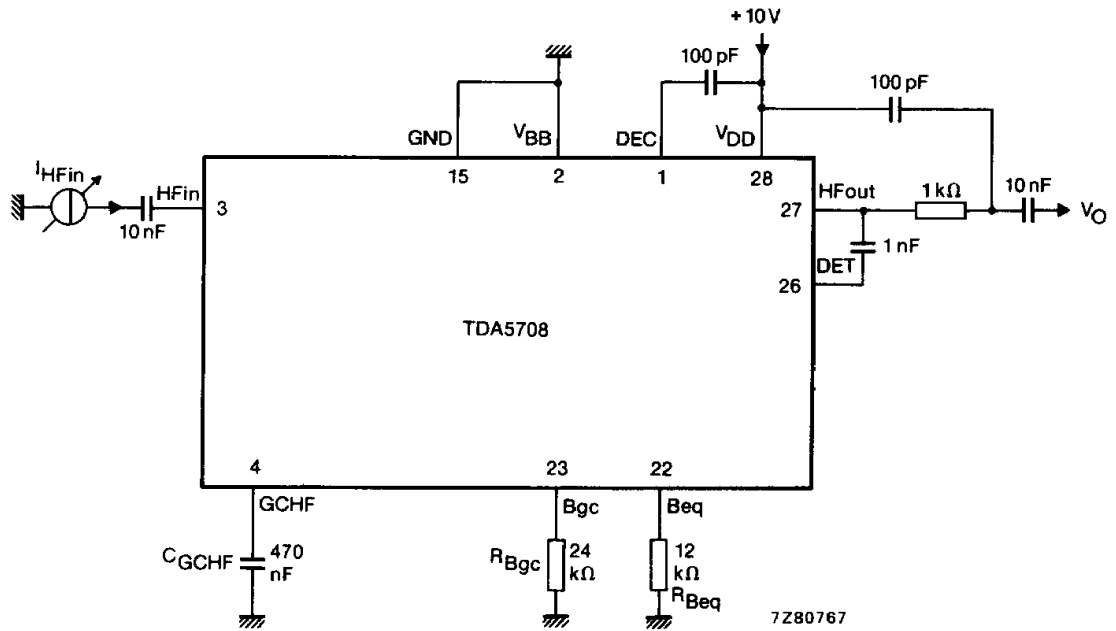 +10V
100 pF
100 pF
GND
V_BB
DEC
V_DD
I_HFin
HFin
10 nF
15
2
1
28
3
27
HFout
1kΩ
10 nF
V_O
1 nF
DET
26
TDA5708
4
23
22
GCHF
Bgc
Beq
C_GCHF
470
nF
R_Bgc
24
kΩ
12
kΩ
R_Beq
7Z80767